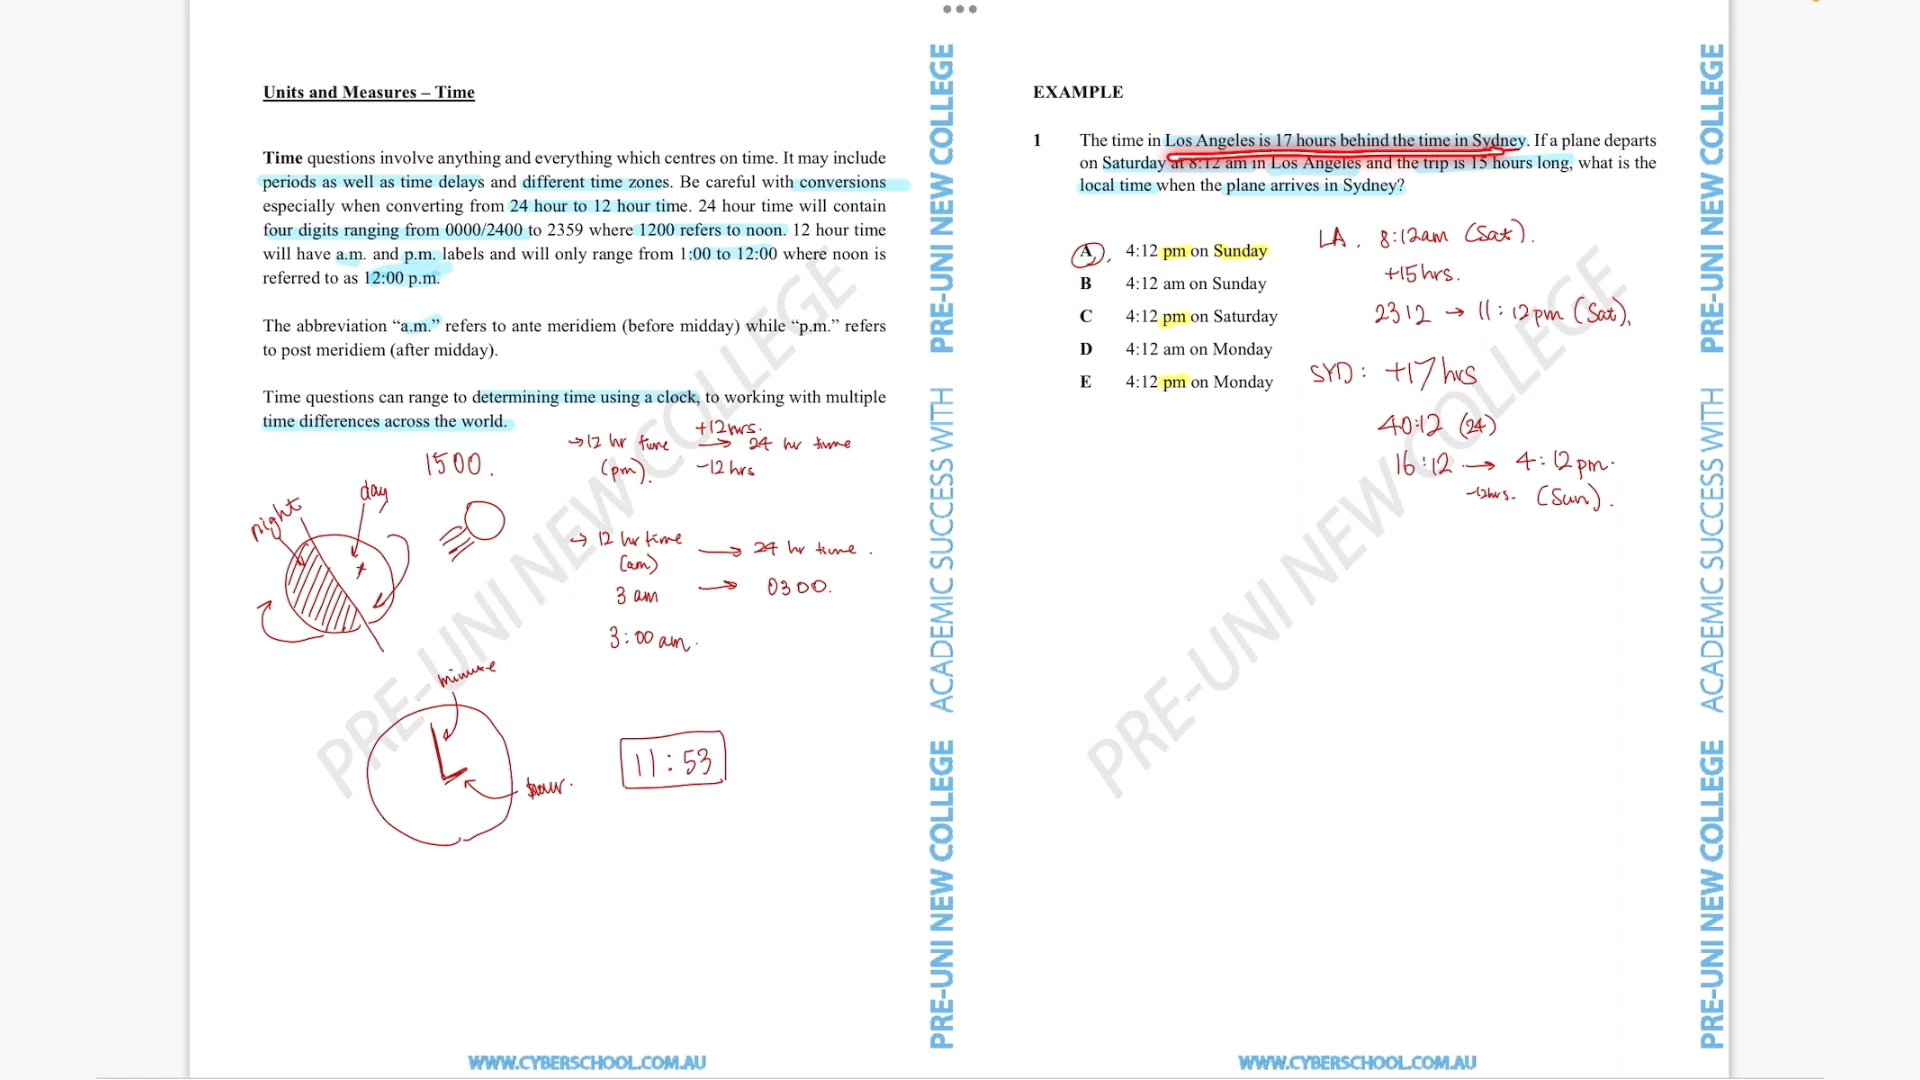 Units and Measures – Time
Time questions involve anything and everything which centres on time. It may include
periods as well as time delays and different time zones. Be careful with conversions
especially when converting from 24 hour to 12 hour time. 24 hour time will contain
four digits ranging from 0000/2400 to 2359 where 1200 refers to noon. 12 hour time
will have a.m. and p.m. labels and will only range from 1:00 to 12:00 where noon is
referred to as 12:00 p.m.
The abbreviation “a.m.” refers to ante meridiem (before midday) while “p.m.” refers
to post meridiem (after midday).
Time questions can range to determining time using a clock, to working with multiple
time differences across the world.
1500.
→12 hr time (pm). +12hrs. → -12 hrs 24 hr time
night
day
→ 12 hr time (am) → 24 hr time.
3 am → 0300.
3:00 am.
minute
hour.
11:53
PRE-UNI NEW COLLEGE
PRE-UNI NEW COLLEGE ACADEMIC SUCCESS WITH PRE-UNI NEW COLLEGE
WWW.CYBERSCHOOL.COM.AU
EXAMPLE
1 The time in Los Angeles is 17 hours behind the time in Sydney. If a plane departs
on Saturday at 8:12 am in Los Angeles and the trip is 15 hours long, what is the
local time when the plane arrives in Sydney?
A 4:12 pm on Sunday
B 4:12 am on Sunday
C 4:12 pm on Saturday
D 4:12 am on Monday
E 4:12 pm on Monday
LA. 8:12am (Sat).
+15hrs.
2312 → 11:12pm (Sat),
SYD: +17 hrs
40:12 (24)
16:12 → 4:12pm.
-12hrs. (Sun).
PRE-UNI NEW COLLEGE
PRE-UNI NEW COLLEGE ACADEMIC SUCCESS WITH PRE-UNI NEW COLLEGE
WWW.CYBERSCHOOL.COM.AU